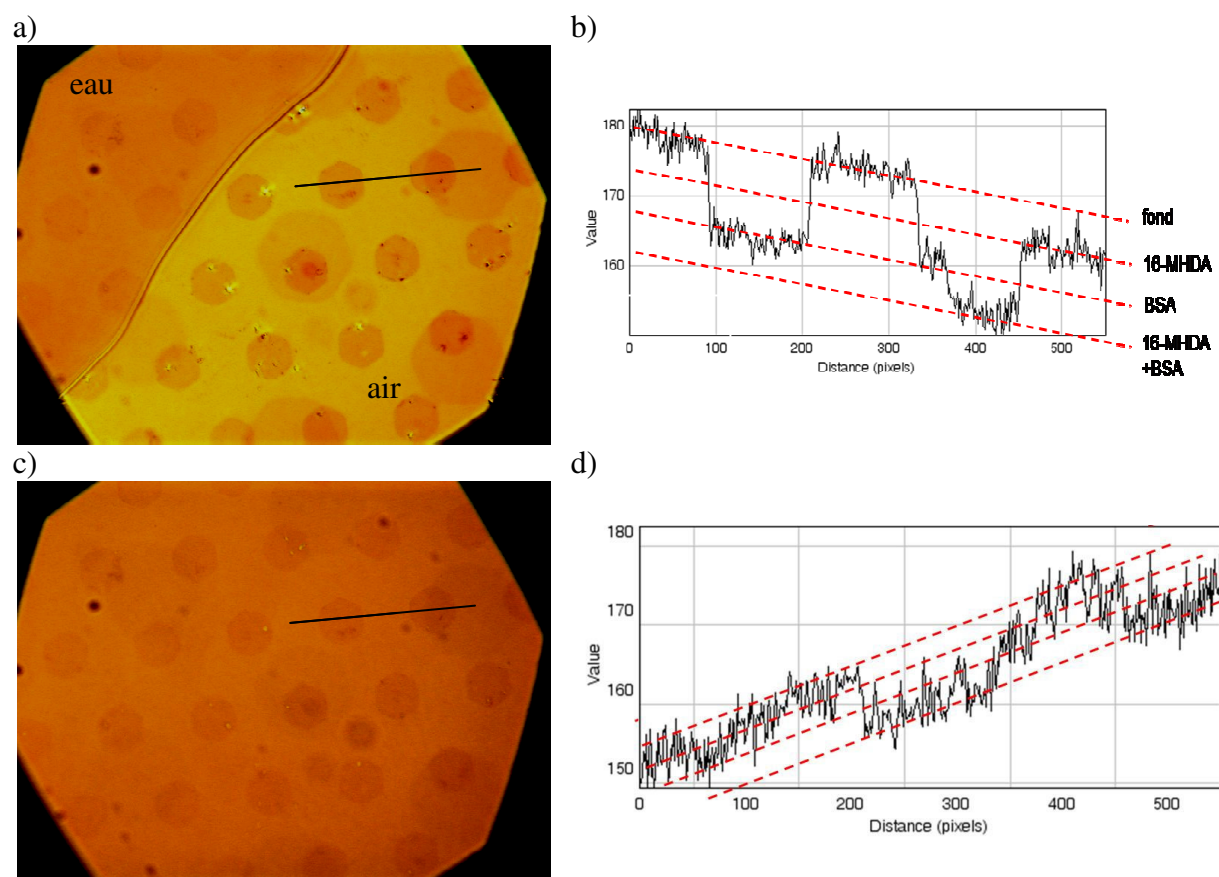 a)
eau
air
b)
180
170
160
Value
0
100
200
300
400
500
Distance (pixels)
fond
16-MHDA
BSA
16-MHDA
+BSA
c)
d)
180
170
160
150
Value
0
100
200
300
400
500
Distance (pixels)